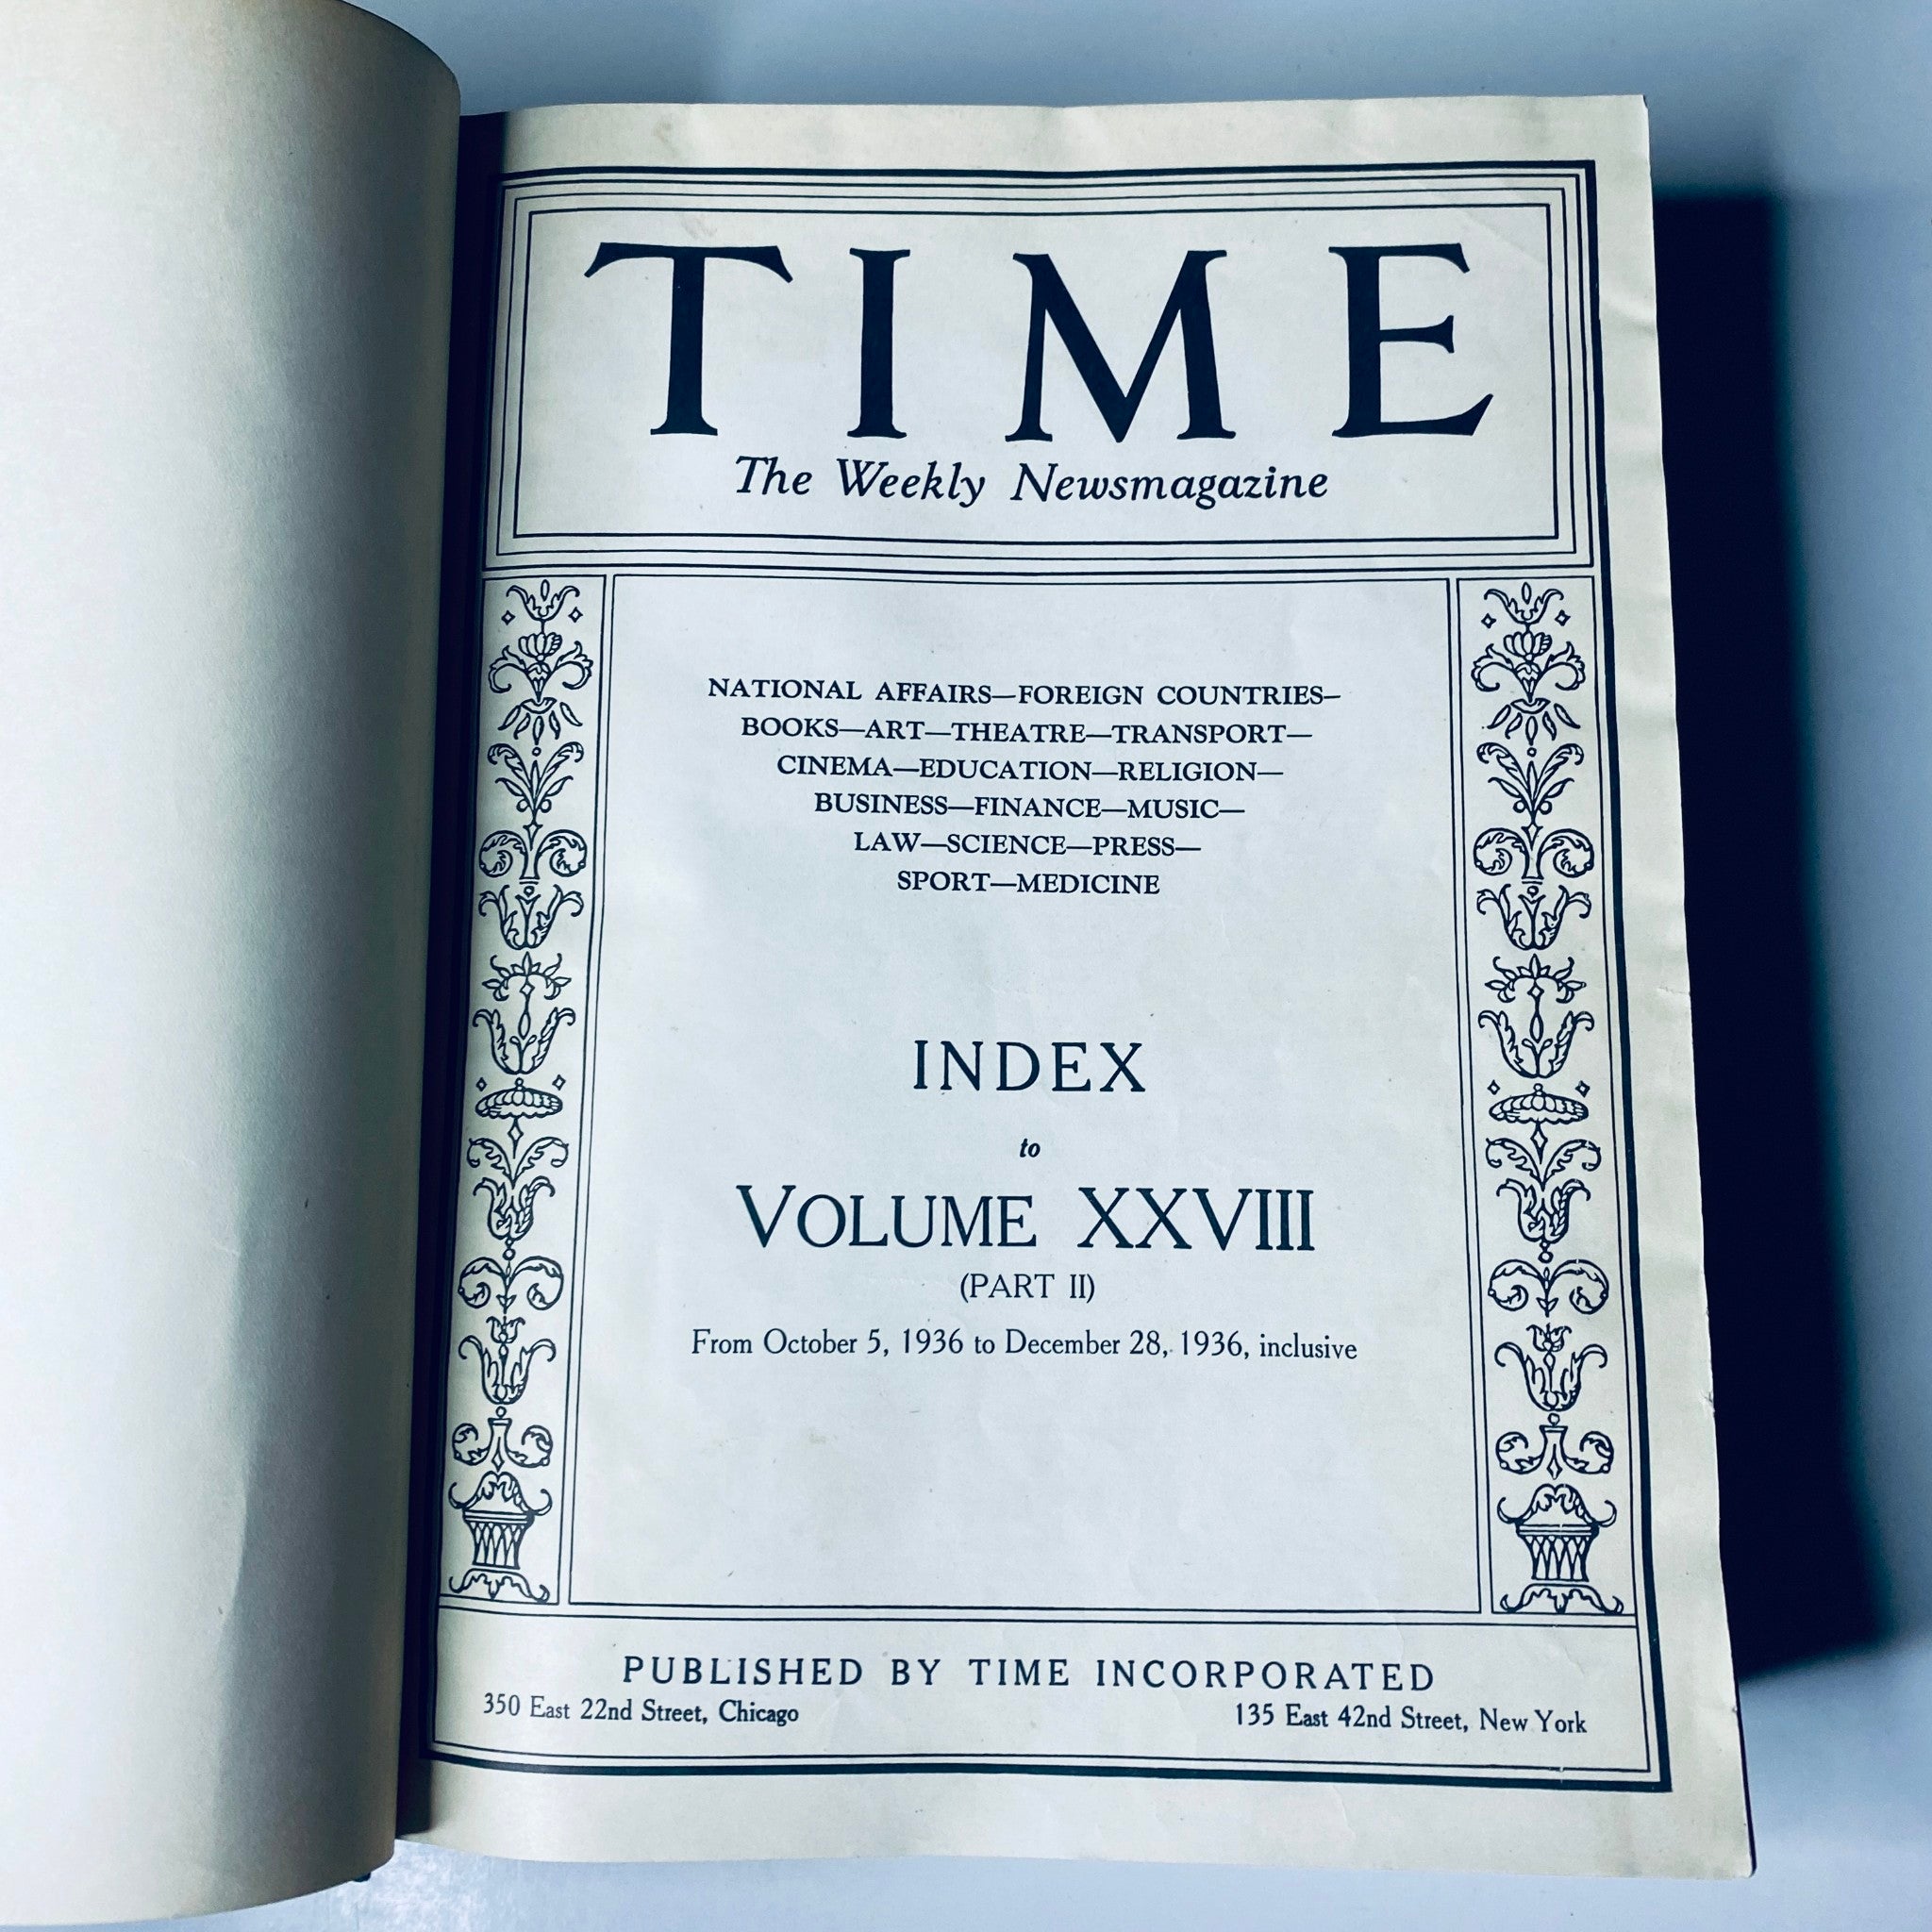 TIME
The Weekly Newsmagazine
NATIONAL AFFAIRS—FOREIGN COUNTRIES—
BOOKS—ART—THEATRE—TRANSPORT—
CINEMA—EDUCATION—RELIGION—
BUSINESS—FINANCE—MUSIC—
LAW—SCIENCE—PRESS—
SPORT—MEDICINE
INDEX
to
VOLUME XXVIII
(PART II)
From October 5, 1936 to December 28, 1936, inclusive
PUBLISHED BY TIME INCORPORATED
350 East 22nd Street, Chicago
135 East 42nd Street, New York